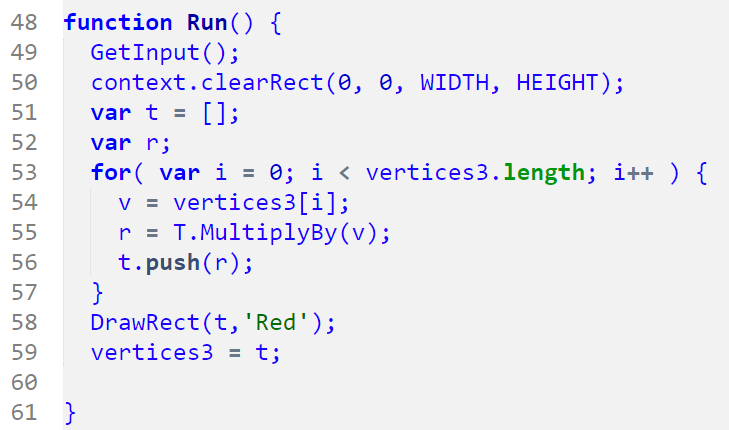 48 function Run() {
49   GetInput();
50   context.clearRect(0, 0, WIDTH, HEIGHT);
51   var t = [];
52   var r;
53   for( var i = 0; i < vertices3.length; i++ ) {
54     v = vertices3[i];
55     r = T.MultiplyBy(v);
56     t.push(r);
57   }
58   DrawRect(t,'Red');
59   vertices3 = t;
60
61 }